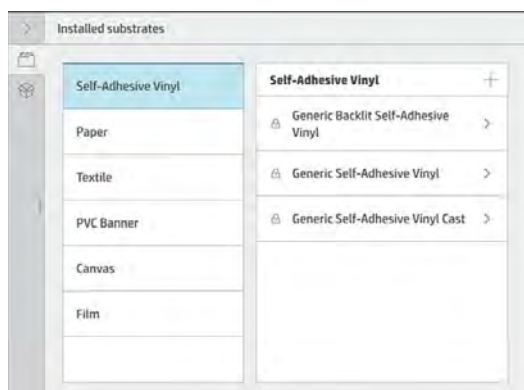 Installed substrates
Self-Adhesive Vinyl
Paper
Textile
PVC Banner
Canvas
Film
Self-Adhesive Vinyl
Generic Backlit Self-Adhesive
Vinyl
Generic Self-Adhesive Vinyl
Generic Self-Adhesive Vinyl Cast